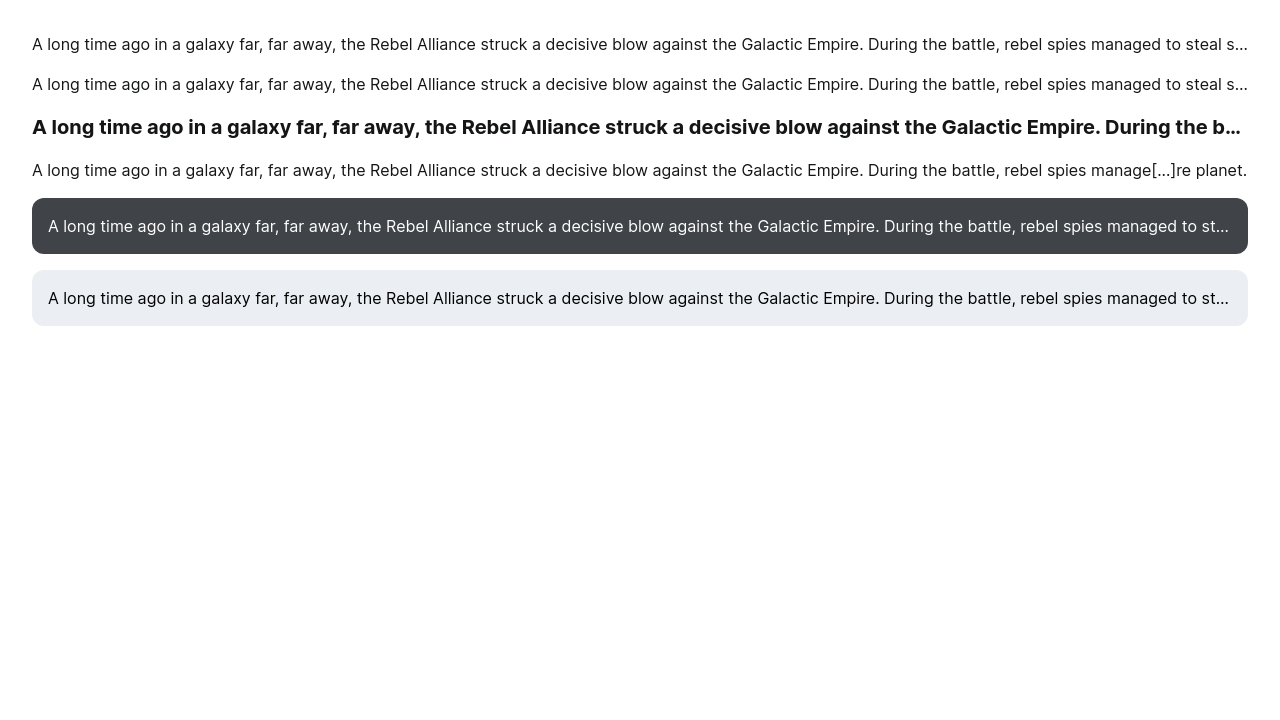 A long time ago in a galaxy far, far away, the Rebel Alliance struck a decisive blow against the Galactic Empire. During the battle, rebel spies managed to steal s…
A long time ago in a galaxy far, far away, the Rebel Alliance struck a decisive blow against the Galactic Empire. During the battle, rebel spies managed to steal s…
A long time ago in a galaxy far, far away, the Rebel Alliance struck a decisive blow against the Galactic Empire. During the b…
A long time ago in a galaxy far, far away, the Rebel Alliance struck a decisive blow against the Galactic Empire. During the battle, rebel spies manage[...]re planet.
A long time ago in a galaxy far, far away, the Rebel Alliance struck a decisive blow against the Galactic Empire. During the battle, rebel spies managed to st…
A long time ago in a galaxy far, far away, the Rebel Alliance struck a decisive blow against the Galactic Empire. During the battle, rebel spies managed to st…